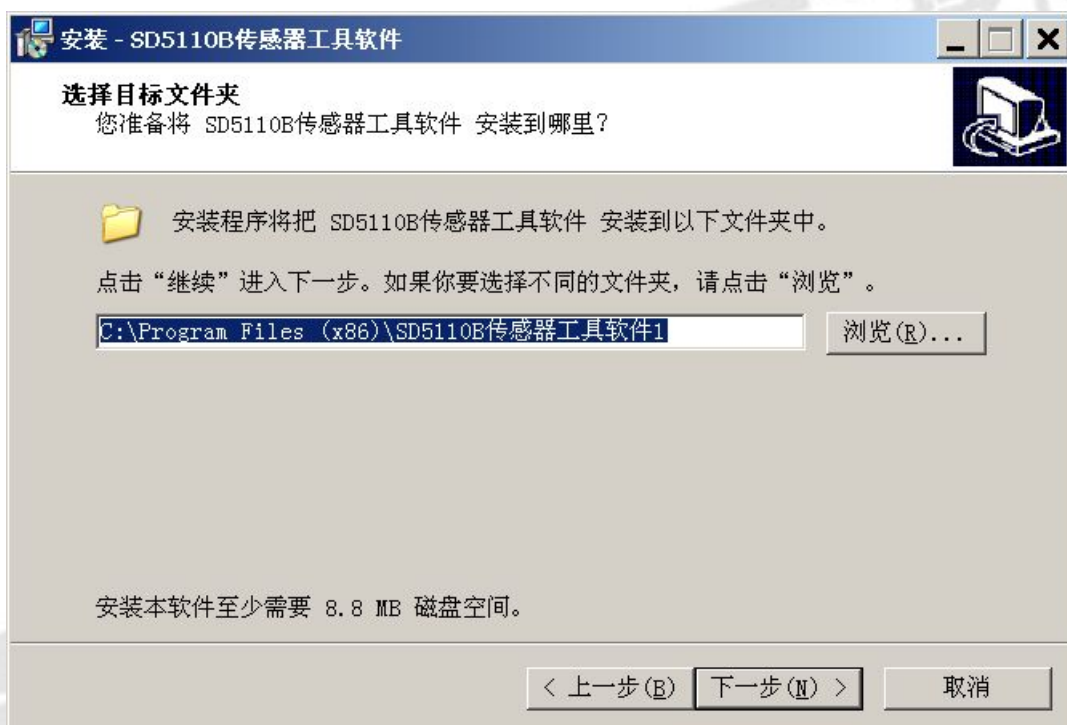 安装 - SD5110B传感器工具软件
选择目标文件夹
您准备将 SD5110B传感器工具软件 安装到哪里?
安装程序将把 SD5110B传感器工具软件 安装到以下文件夹中。
点击“继续”进入下一步。如果你要选择不同的文件夹，请点击“浏览”。
C:\Program Files (x86)\SD5110B传感器工具软件1
浏览(R)...
安装本软件至少需要 8.8 MB 磁盘空间。
< 上一步(B) 下一步(N) > 取消